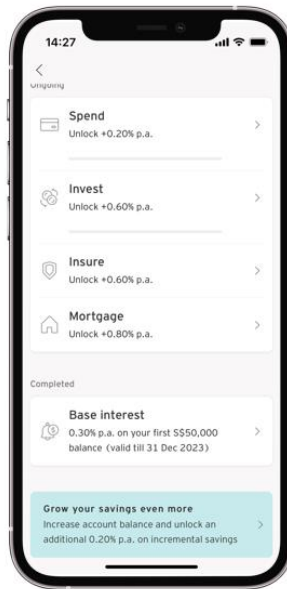 14:27
Ongoing
Spend
Unlock +0.20% p.a.
Invest
Unlock +0.60% p.a.
Insure
Unlock +0.60% p.a.
Mortgage
Unlock +0.80% p.a.
Completed
Base interest
0.30% p.a. on your first S$50,000
balance (valid till 31 Dec 2023)
Grow your savings even more
Increase account balance and unlock an
additional 0.20% p.a. on incremental savings